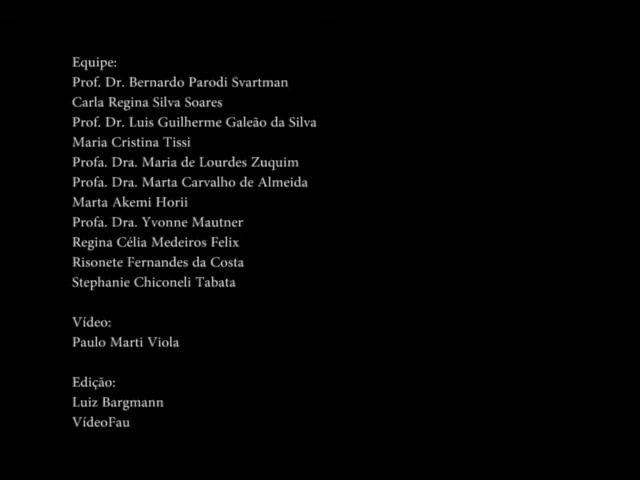 Equipe:
Prof. Dr. Bernardo Parodi Svartman
Carla Regina Silva Soares
Prof. Dr. Luis Guilherme Galeão da Silva
Maria Cristina Tissi
Profa. Dra. Maria de Lourdes Zuquim
Profa. Dra. Marta Carvalho de Almeida
Marta Akemi Horii
Profa. Dra. Yvonne Mautner
Regina Célia Medeiros Felix
Risonete Fernandes da Costa
Stephanie Chiconeli Tabata
Vídeo:
Paulo Marti Viola
Edição:
Luiz Bargmann
VídeoFau